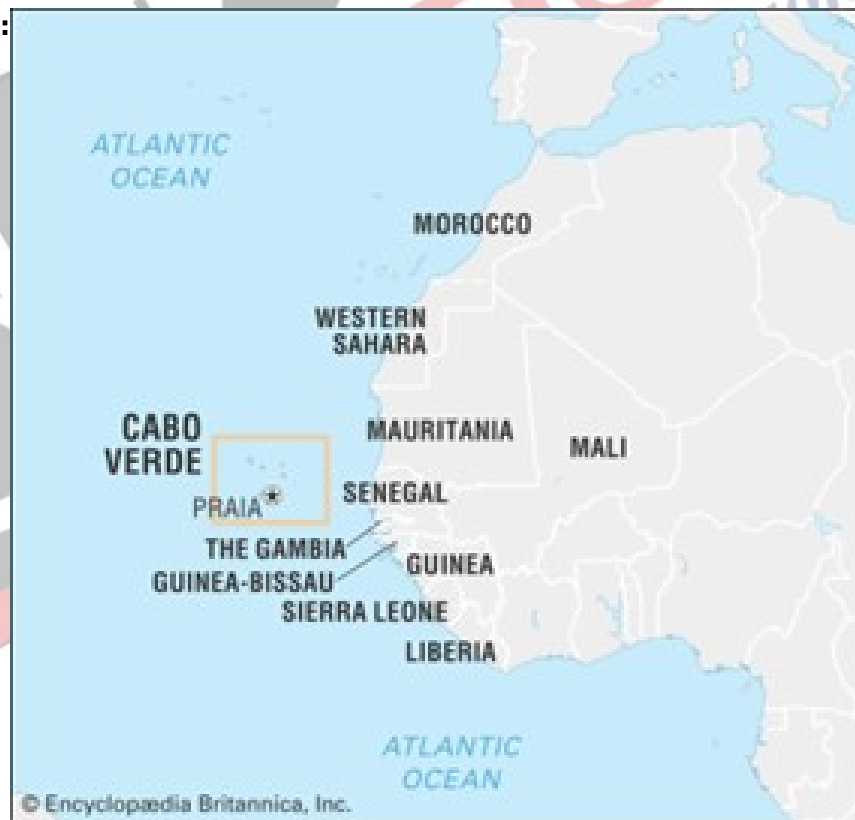 :
ATLANTIC
OCEAN
MOROCCO
WESTERN
SAHARA
CABO
VERDE
MAURITANIA
MALI
PRAIA
SENEGAL
THE GAMBIA
GUINEA-BISSAU
GUINEA
SIERRA LEONE
LIBERIA
ATLANTIC
OCEAN
© Encyclopædia Britannica, Inc.